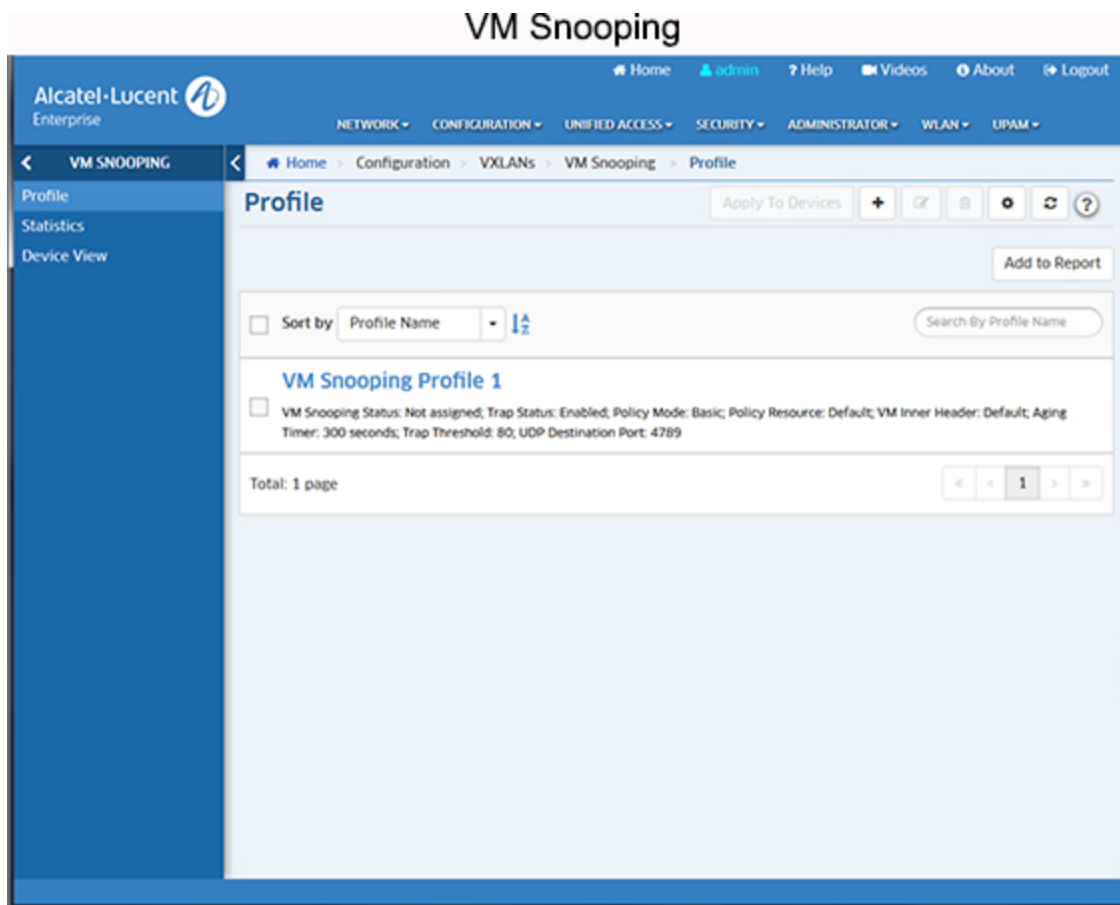 VM Snooping
Home admin ? Help Videos About Logout
Alcatel·Lucent
Enterprise
NETWORK CONFIGURATION UNIFIED ACCESS SECURITY ADMINISTRATOR WLAN UPAM
VM SNOOPING
Home > Configuration > VXLANs > VM Snooping > Profile
Profile
Statistics
Device View
Profile
Apply To Devices
?
Add to Report
Sort by Profile Name
Search By Profile Name
VM Snooping Profile 1
VM Snooping Status: Not assigned; Trap Status: Enabled; Policy Mode: Basic; Policy Resource: Default; VM Inner Header: Default; Aging
Timer: 300 seconds; Trap Threshold: 80; UDP Destination Port: 4789
Total: 1 page
« < 1 > »